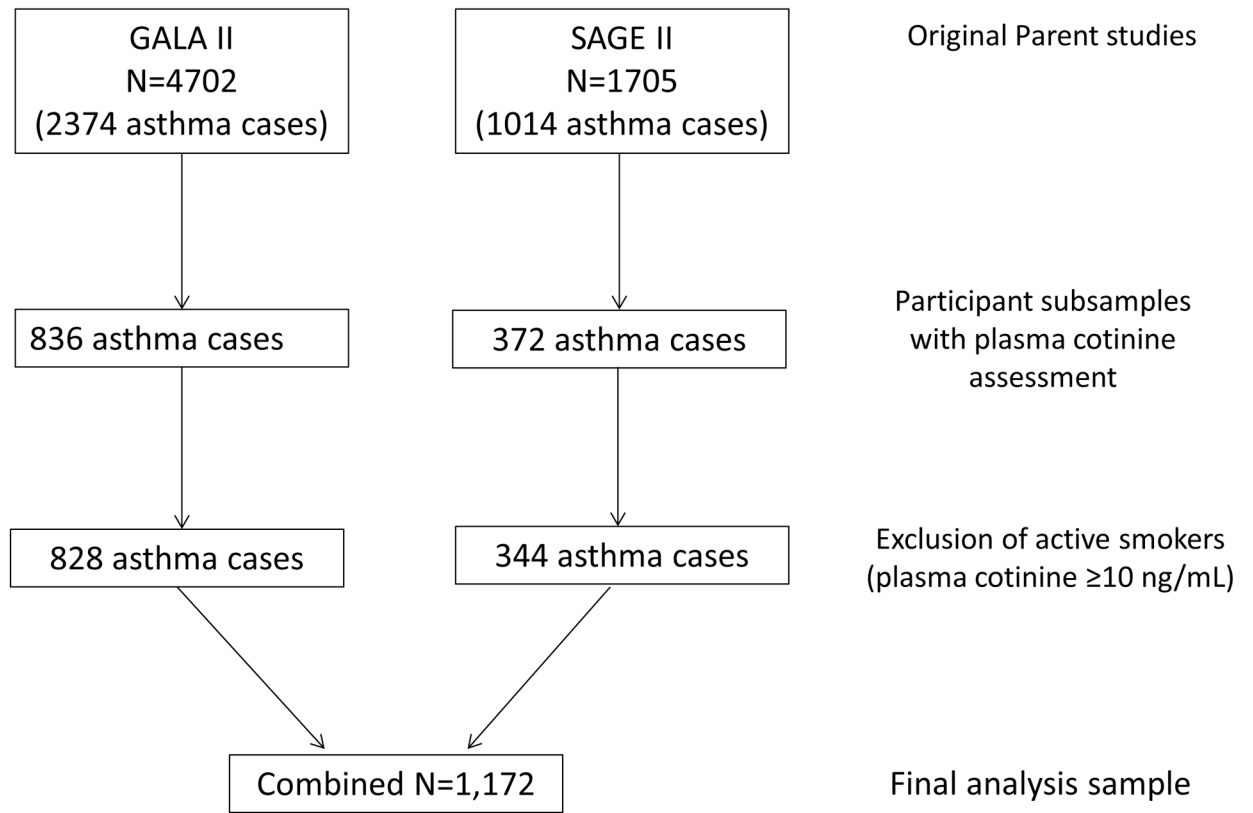 GALA II
N=4702
(2374 asthma cases)
SAGE II
N=1705
(1014 asthma cases)
Original Parent studies
836 asthma cases
372 asthma cases
Participant subsamples
with plasma cotinine
assessment
828 asthma cases
344 asthma cases
Exclusion of active smokers
(plasma cotinine ≥10 ng/mL)
Combined N=1,172
Final analysis sample